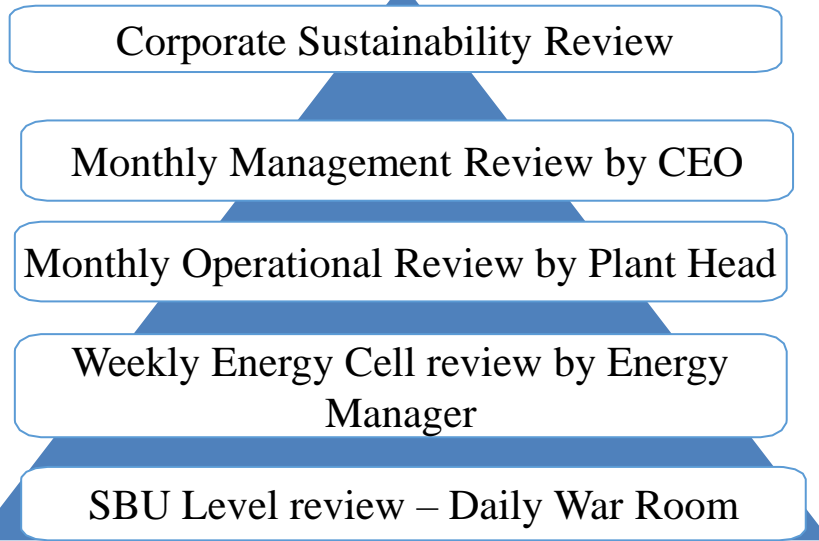 Corporate Sustainability Review
Monthly Management Review by CEO
Monthly Operational Review by Plant Head
Weekly Energy Cell review by Energy
Manager
SBU Level review – Daily War Room